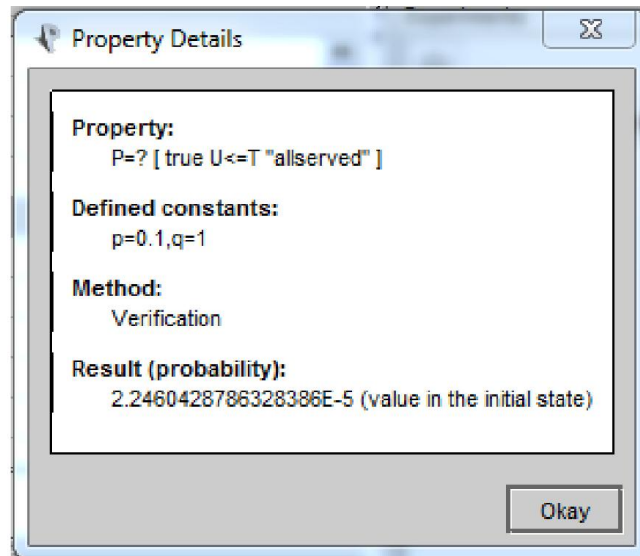 Property Details
Property:
P=? [ true U<=T "allserved" ]
Defined constants:
p=0.1,q=1
Method:
Verification
Result (probability):
2.2460428786328386E-5 (value in the initial state)
Okay